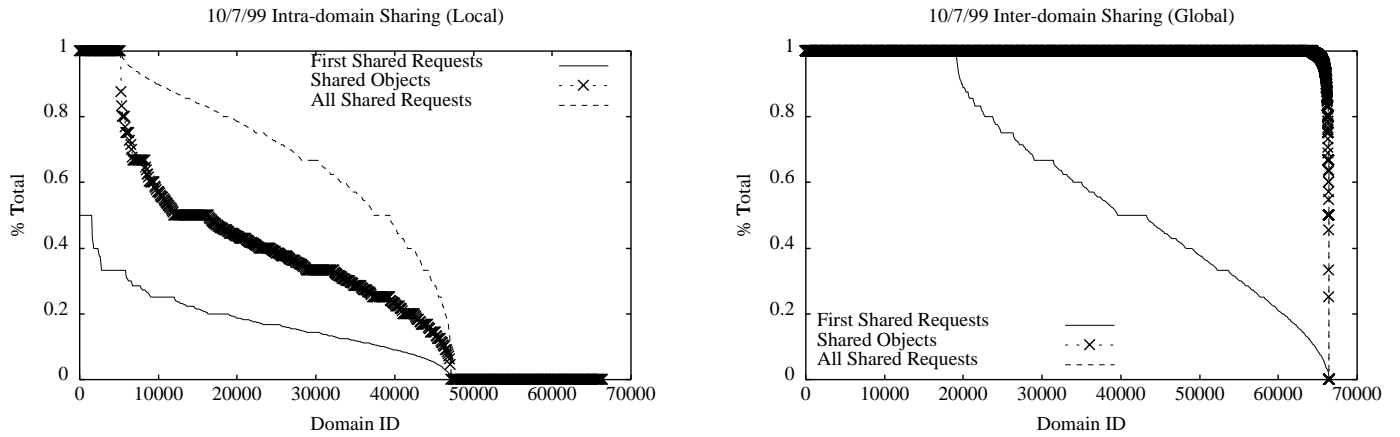 10/7/99 Intra-domain Sharing (Local)
% Total
1
0.8
0.6
0.4
0.2
0
First Shared Requests
Shared Objects
All Shared Requests
0 10000 20000 30000 40000 50000 60000 70000
Domain ID
10/7/99 Inter-domain Sharing (Global)
% Total
1
0.8
0.6
0.4
0.2
0
First Shared Requests
Shared Objects
All Shared Requests
0 10000 20000 30000 40000 50000 60000 70000
Domain ID